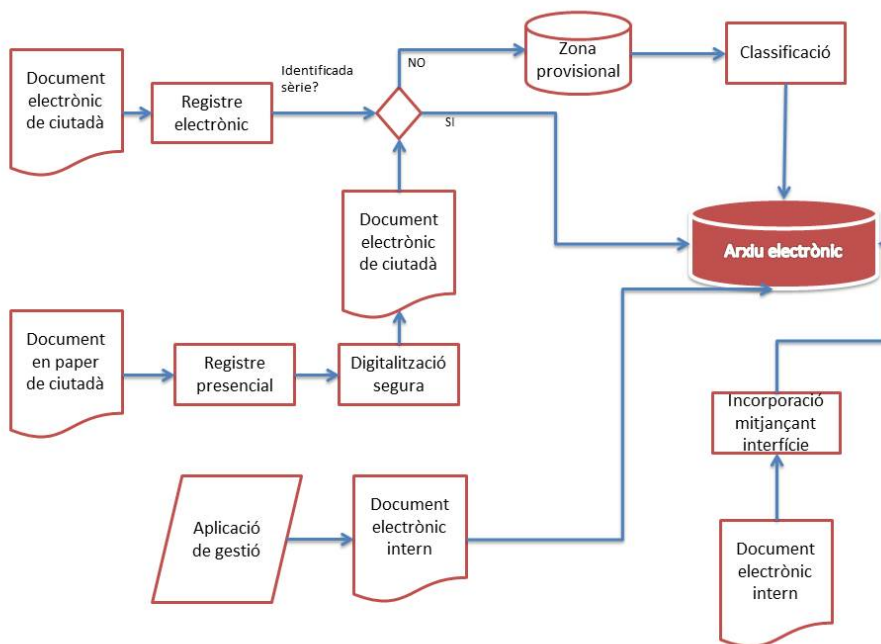 Document
electrònic
de ciutadà
Registre
electrònic
Identificada
sèrie?
NO
SI
Zona
provisional
Classificació
Document
electrònic
de ciutadà
Arxiu electrònic
Document
en paper
de ciutadà
Registre
presencial
Digitalització
segura
Incorporació
mitjançant
interfície
Aplicació
de gestió
Document
electrònic
intern
Document
electrònic
intern